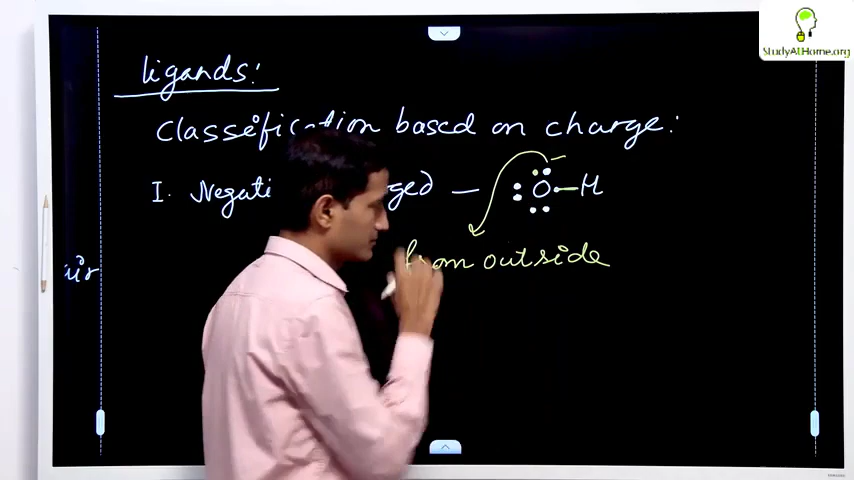 StudyAtHome.org
ligands:
Classification based on charge:
I. Negati ged — O — H
from outside